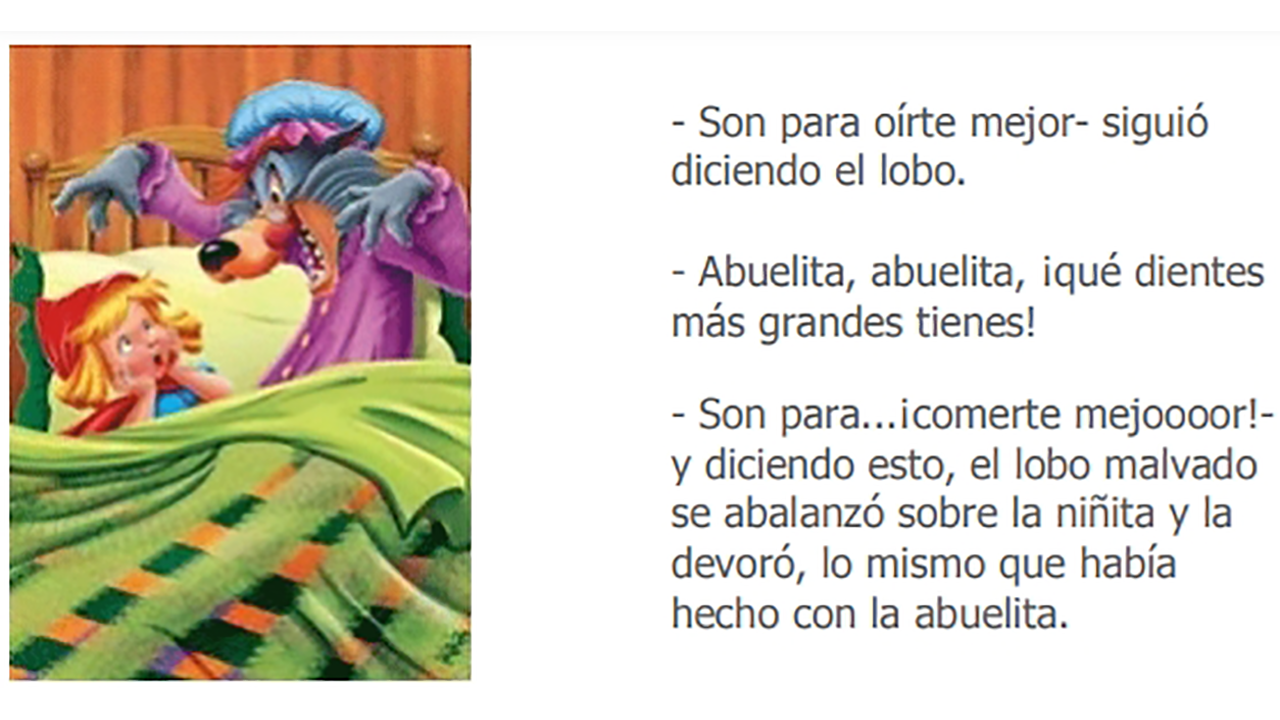 - Son para oírte mejor- siguió
diciendo el lobo.
- Abuelita, abuelita, ¡qué dientes
más grandes tienes!
- Son para...¡comerte mejoooor!-
y diciendo esto, el lobo malvado
se abalanzó sobre la niñita y la
devoró, lo mismo que había
hecho con la abuelita.